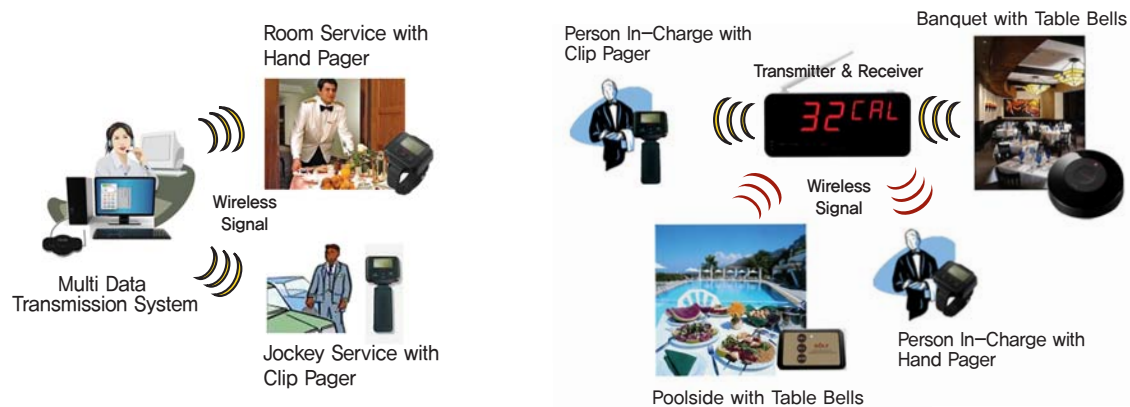 Room Service with
Hand Pager
Wireless
Signal
Multi Data
Transmission System
Jockey Service with
Clip Pager
Person In-Charge with
Clip Pager
Transmitter & Receiver
32 CAL
Banquet with Table Bells
Wireless
Signal
Person In-Charge with
Hand Pager
Poolside with Table Bells